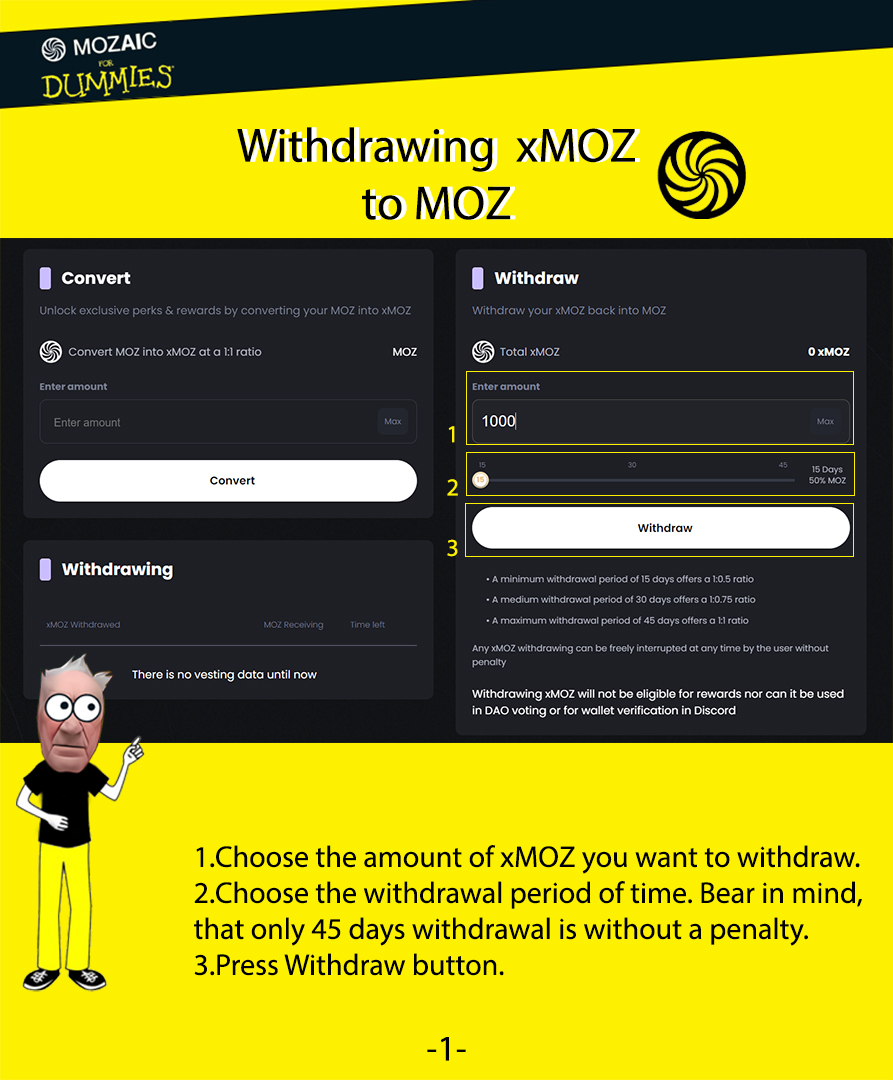 MOZAIC
FOR
DUMMIES
Withdrawing xMOZ
to MOZ
Convert
Unlock exclusive perks & rewards by converting your MOZ into xMOZ
Convert MOZ into xMOZ at a 1:1 ratio
MOZ
Enter amount
Enter amount
Max
Convert
Withdrawing
xMOZ Withdrawed
MOZ Receiving
Time left
There is no vesting data until now
Withdraw
Withdraw your xMOZ back into MOZ
Total xMOZ
0 xMOZ
Enter amount
1
1000
Max
2
15
30
45
15
15 Days
50% MOZ
3
Withdraw
• A minimum withdrawal period of 15 days offers a 1:0.5 ratio
• A medium withdrawal period of 30 days offers a 1:0.75 ratio
• A maximum withdrawal period of 45 days offers a 1:1 ratio
Any xMOZ withdrawing can be freely interrupted at any time by the user without
penalty
Withdrawing xMOZ will not be eligible for rewards nor can it be used
in DAO voting or for wallet verification in Discord
1.Choose the amount of xMOZ you want to withdraw.
2.Choose the withdrawal period of time. Bear in mind,
that only 45 days withdrawal is without a penalty.
3.Press Withdraw button.
-1-